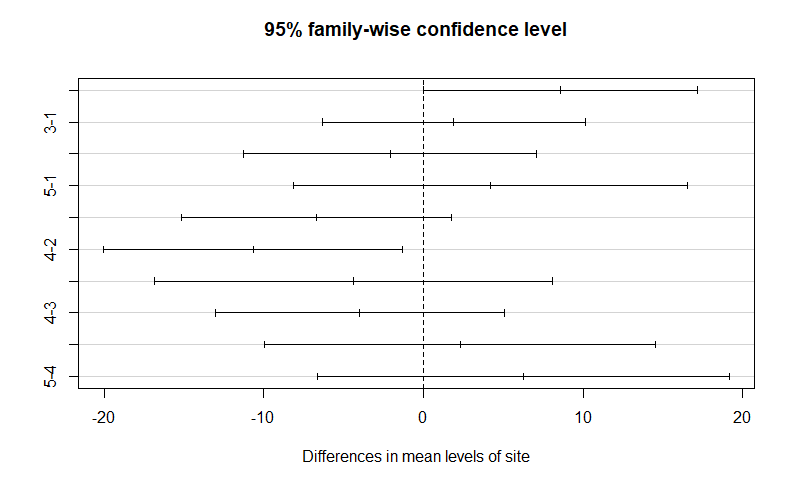 95% family-wise confidence level
3-1
5-1
4-2
4-3
5-4
-20 -10 0 10 20
Differences in mean levels of site